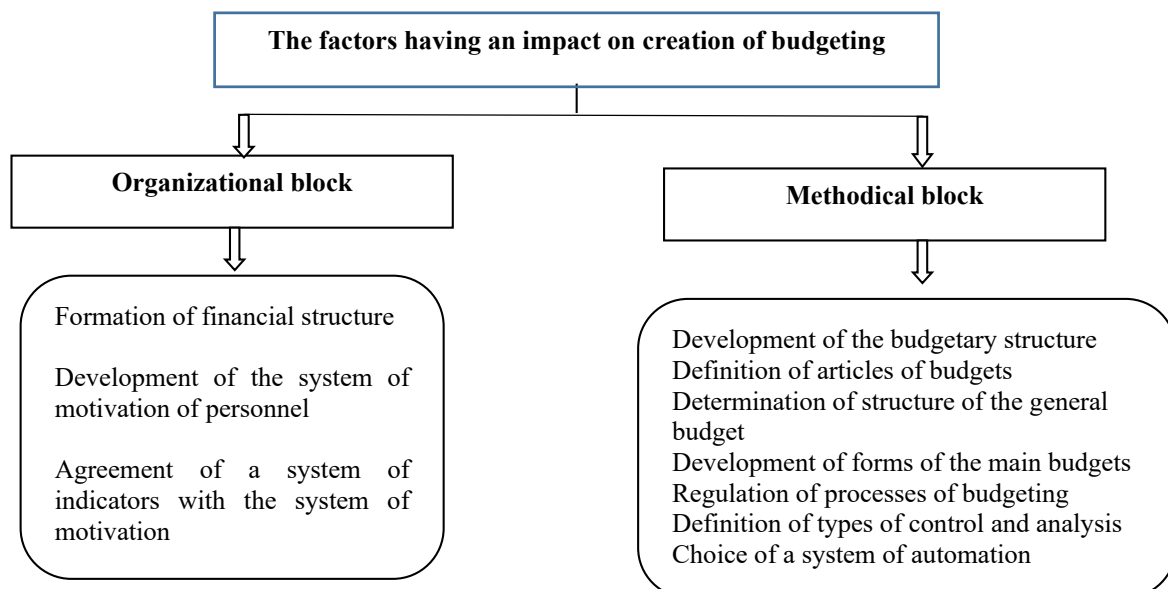 The factors having an impact on creation of budgeting
Organizational block
Methodical block
Formation of financial structure
Development of the system of
motivation of personnel
Agreement of a system of
indicators with the system of
motivation
Development of the budgetary structure
Definition of articles of budgets
Determination of structure of the general
budget
Development of forms of the main budgets
Regulation of processes of budgeting
Definition of types of control and analysis
Choice of a system of automation